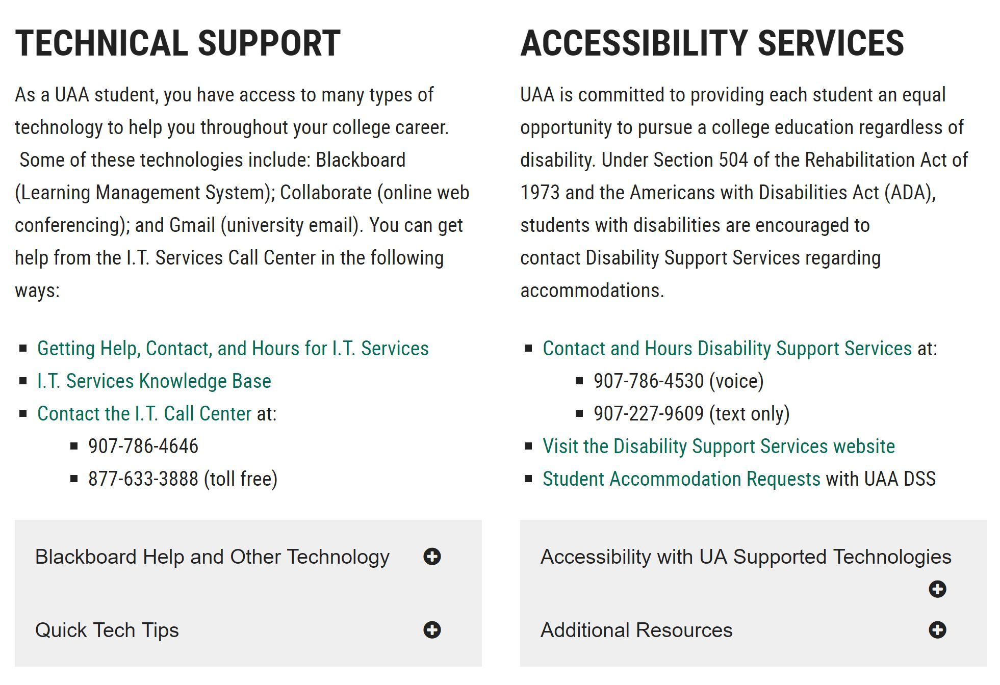 TECHNICAL SUPPORT
As a UAA student, you have access to many types of
technology to help you throughout your college career.
Some of these technologies include: Blackboard
(Learning Management System); Collaborate (online web
conferencing); and Gmail (university email). You can get
help from the I.T. Services Call Center in the following
ways:
Getting Help, Contact, and Hours for I.T. Services
I.T. Services Knowledge Base
Contact the I.T. Call Center at:
907-786-4646
877-633-3888 (toll free)
Blackboard Help and Other Technology
Quick Tech Tips
ACCESSIBILITY SERVICES
UAA is committed to providing each student an equal
opportunity to pursue a college education regardless of
disability. Under Section 504 of the Rehabilitation Act of
1973 and the Americans with Disabilities Act (ADA),
students with disabilities are encouraged to
contact Disability Support Services regarding
accommodations.
Contact and Hours Disability Support Services at:
907-786-4530 (voice)
907-227-9609 (text only)
Visit the Disability Support Services website
Student Accommodation Requests with UAA DSS
Accessibility with UA Supported Technologies
Additional Resources